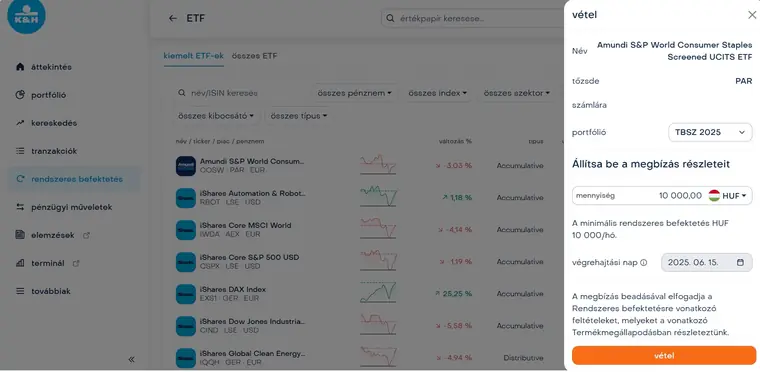 K&H
áttekintés
portfólió
kereskedés
tranzakciók
rendszeres befektetés
pénzügyi műveletek
elemzések
terminál
továbbiak
ETF
értékpapír keresése...
kiemelt ETF-ek összes ETF
név/ISIN keresés
összes pénznem
összes index
összes szektor
összes kibocsátó
összes típus
név / ticker / piac / pénznem változás % típus
Amundi S&P World Consum... -3,03 % Accumulative
CIOSW · PAR · EUR
iShares Automation & Robot... 1,18 % Accumulative
RBOT · LSE · USD
iShares Core MSCI World -4,14 % Accumulative
IWDA · AEX · EUR
iShares Core S&P 500 USD -1,19 % Accumulative
CSPX · LSE · USD
iShares DAX Index 25,25 % Accumulative
EXS1 · GER · EUR
iShares Dow Jones Industria... -5,58 % Accumulative
CIND · LSE · USD
iShares Global Clean Energy... -4,94 % Distributive
IQQH · GER · EUR
vétel
Név Amundi S&P World Consumer Staples
Screened UCITS ETF
tőzsde PAR
számlára
portfólió TBSZ 2025
Állítsa be a megbízás részleteit
mennyiség 10 000,00 HUF
A minimális rendszeres befektetés HUF
10 000/hó.
végrehajtási nap 2025. 06. 15.
A megbízás beadásával elfogadja a
Rendszeres befektetésre vonatkozó
feltételeket, melyeket a vonatkozó
Termékmegállapodásban részleteztünk.
vétel